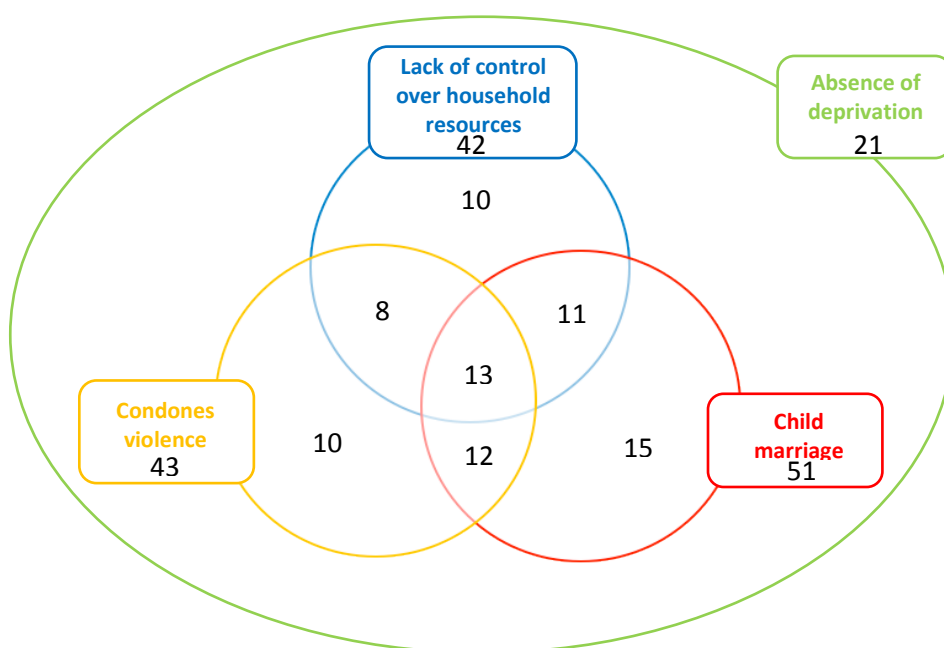 Lack of control
over household
resources
42
Absence of
deprivation
21
10
8
11
13
Condones
violence
43
10
12
15
Child
marriage
51